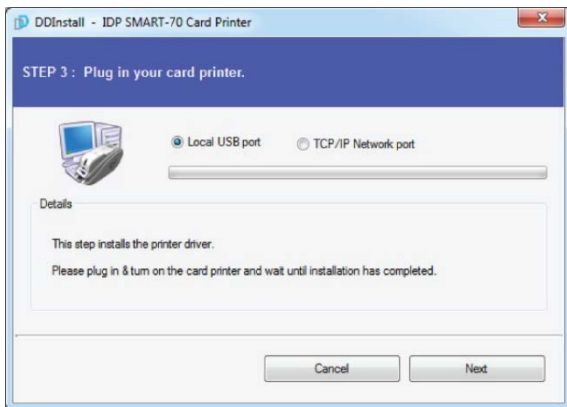 DDInstall - IDP SMART-70 Card Printer
STEP 3 : Plug in your card printer.
Local USB port TCP/IP Network port
Details
This step installs the printer driver.
Please plug in & turn on the card printer and wait until installation has completed.
Cancel Next